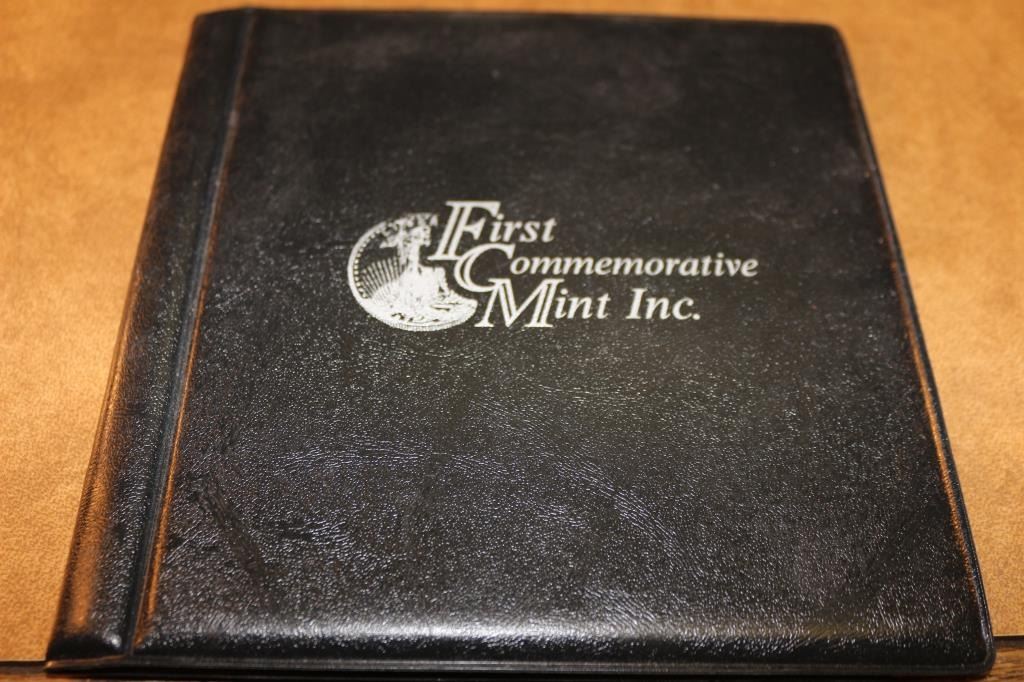 First
Commemorative
Mint Inc.